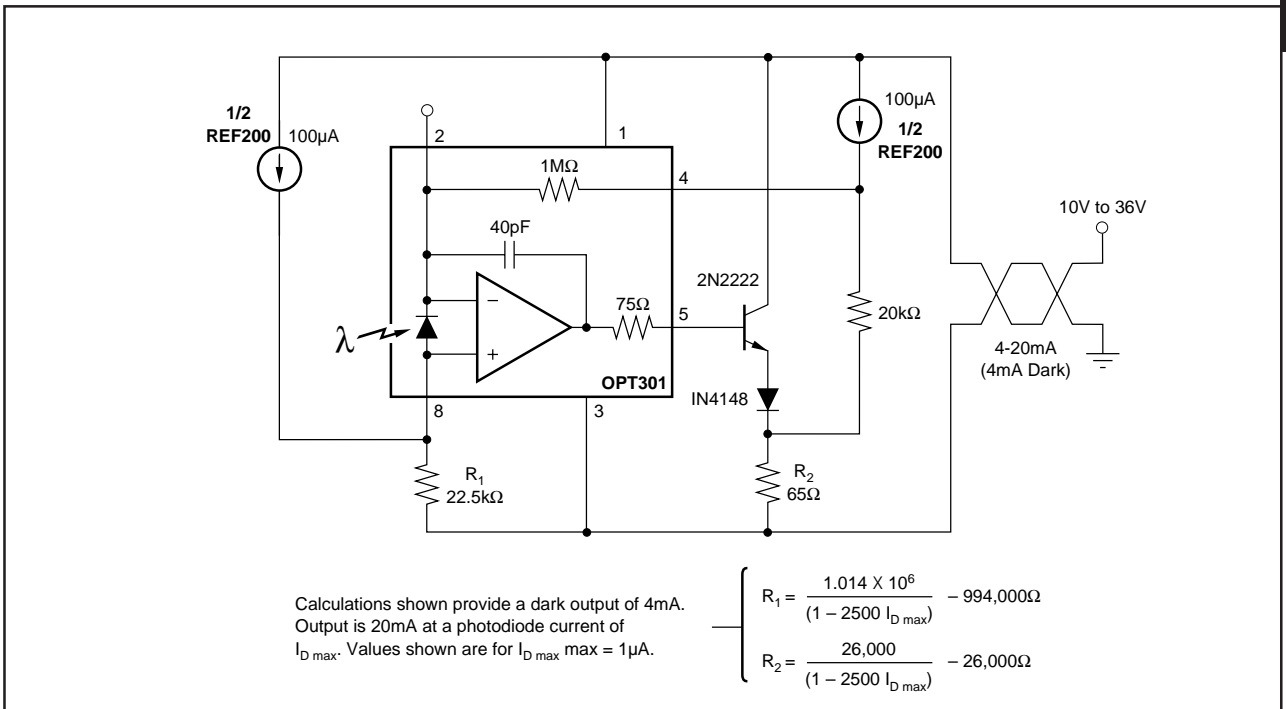 1/2
REF200
100µA
2
1
100µA
1/2
REF200
1MΩ
4
10V to 36V
40pF
2N2222
75Ω
5
20kΩ
–
+
λ
OPT301
4-20mA
(4mA Dark)
IN4148
8
3
R1
22.5kΩ
R2
65Ω
Calculations shown provide a dark output of 4mA.
Output is 20mA at a photodiode current of
ID max. Values shown are for ID max max = 1µA.
R1 = 1.014 X 10⁶ / (1 – 2500 ID max) – 994,000Ω
R2 = 26,000 / (1 – 2500 ID max) – 26,000Ω